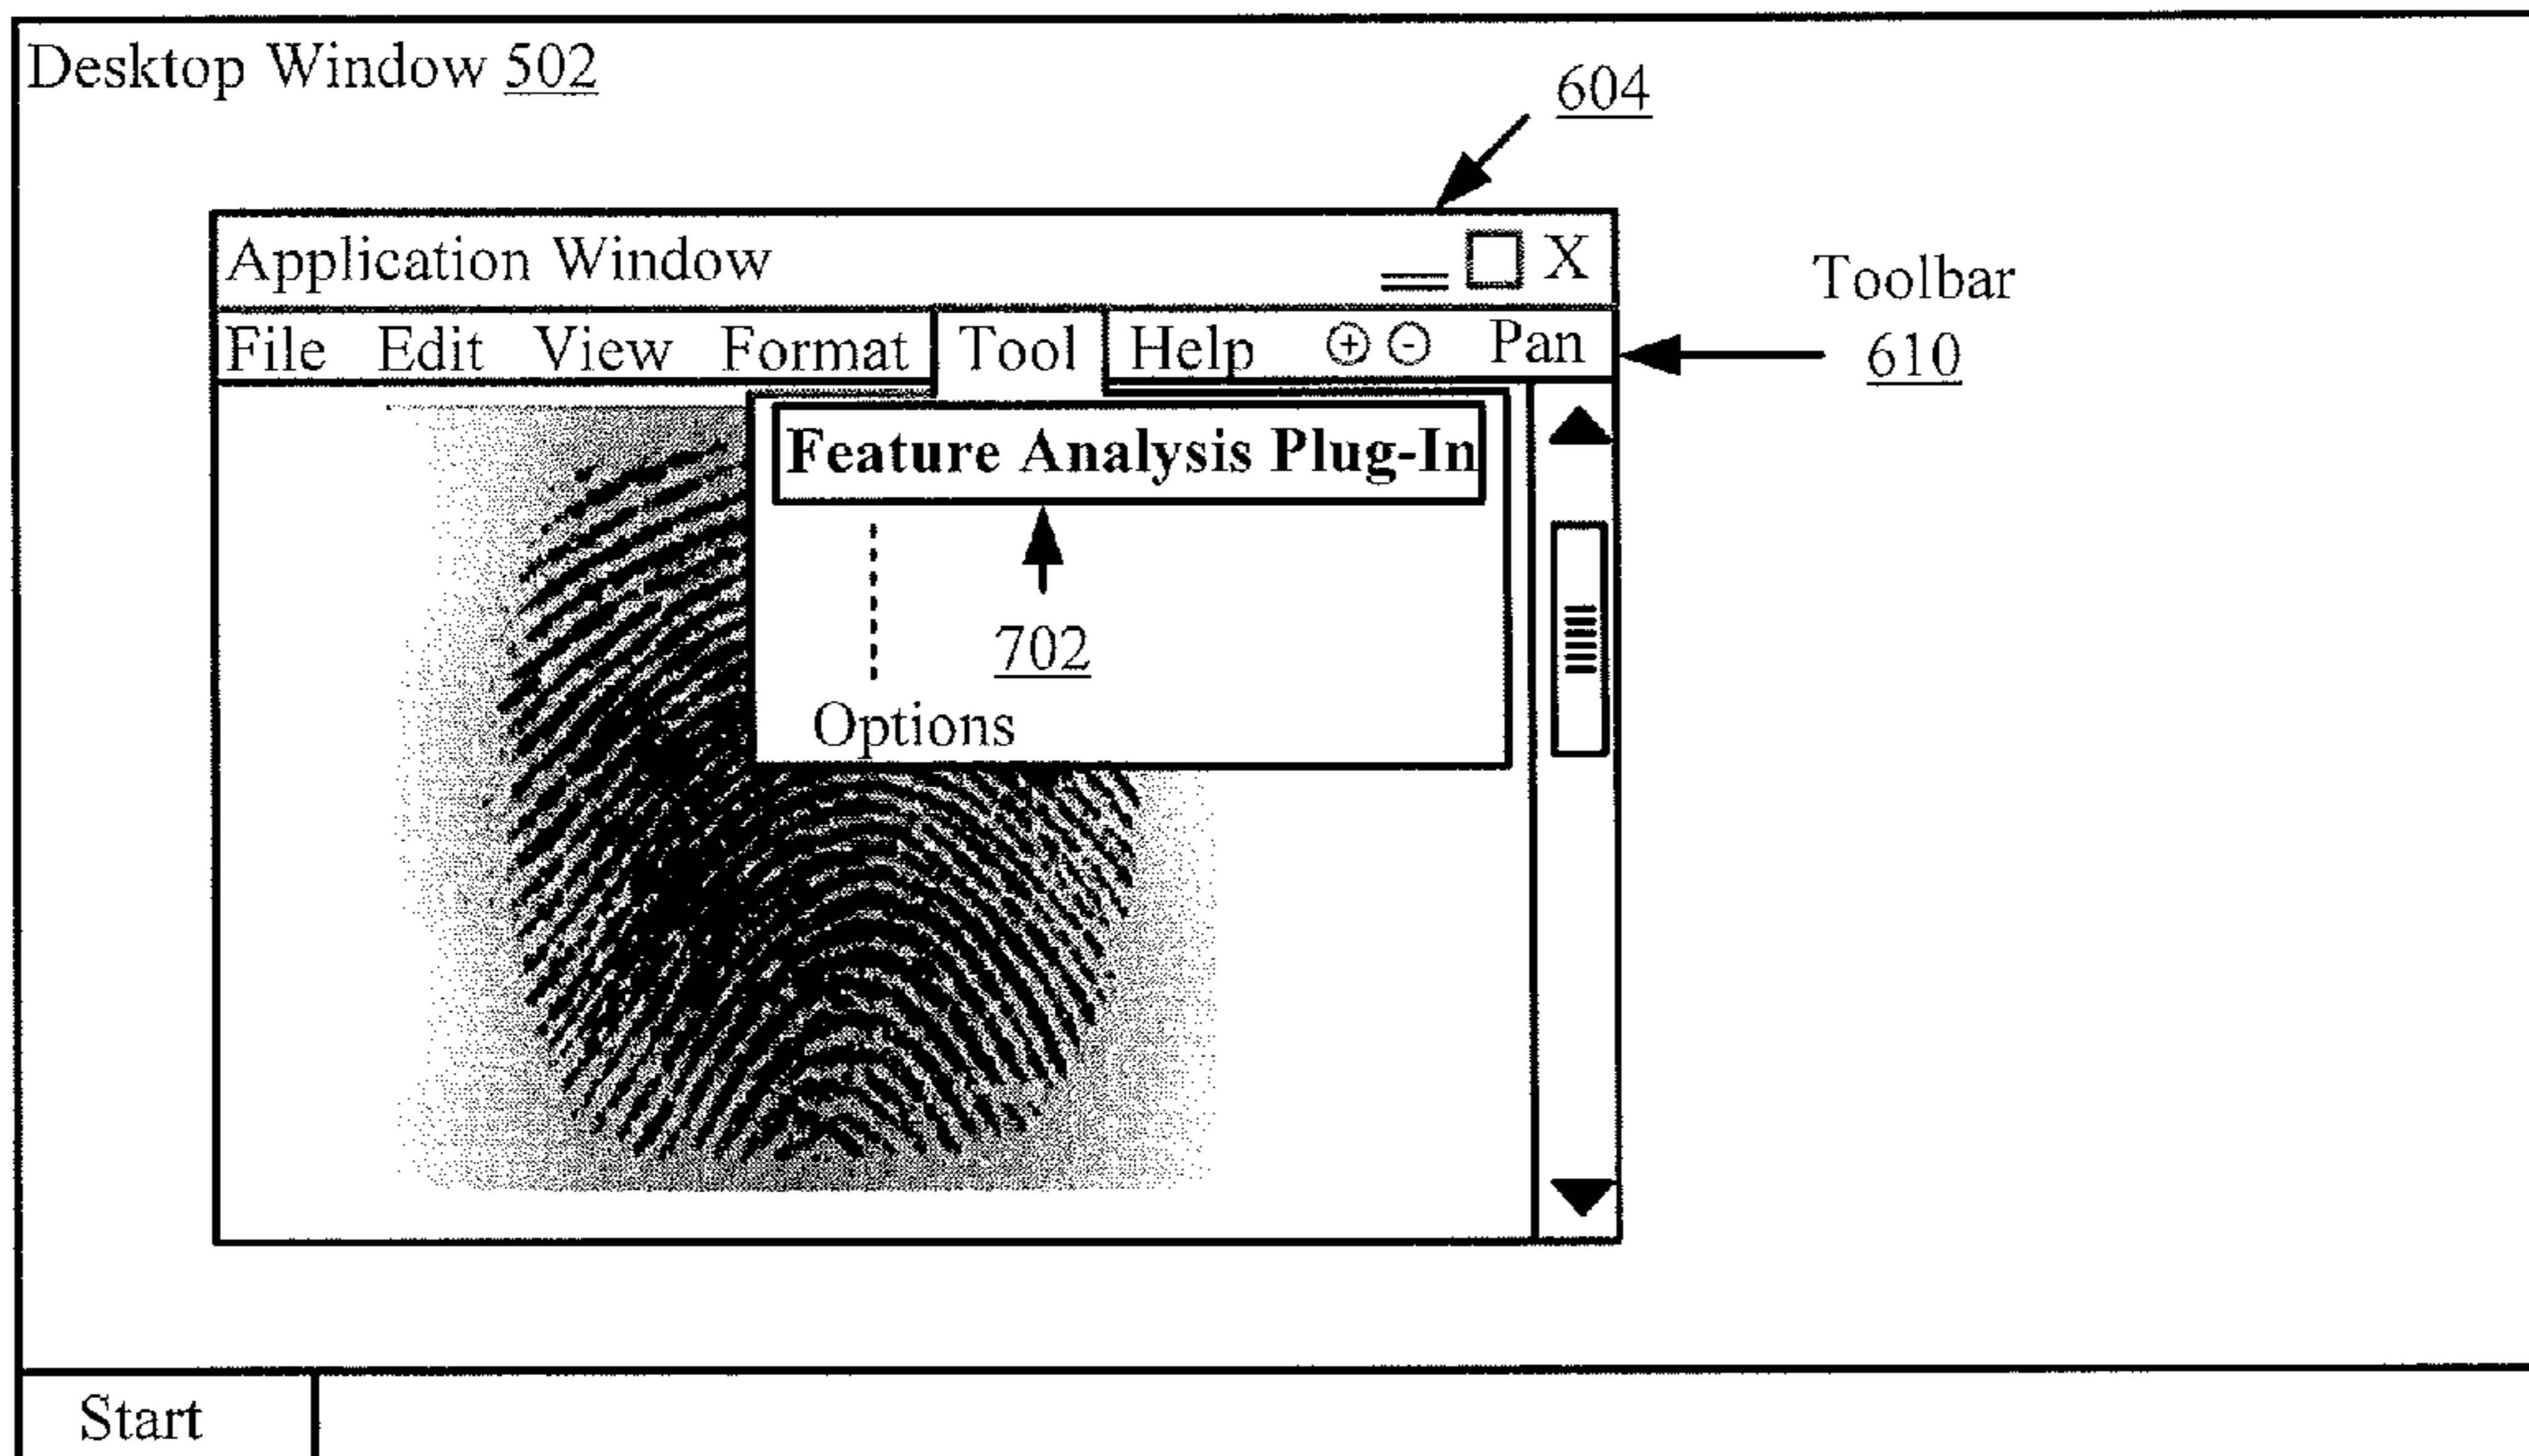 Desktop Window 502
604
Application Window X
Toolbar
610
File Edit View Format Tool Help + - Pan
Feature Analysis Plug-In
702
Options
Start